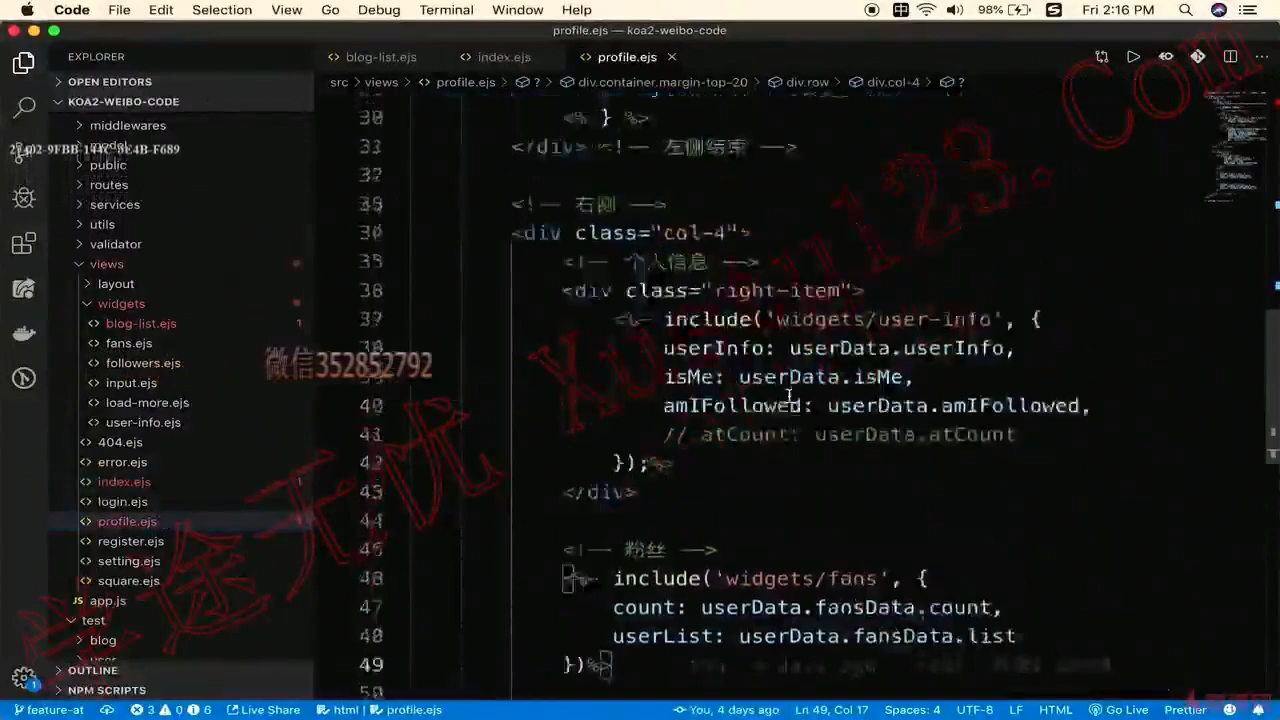 Code File Edit Selection View Go Debug Terminal Window Help 98% Fri 2:16 PM
profile.ejs — koa2-weibo-code
EXPLORER
blog-list.ejs index.ejs profile.ejs
OPEN EDITORS
src › views › profile.ejs › ? › div.container.margin-top-20 › div.row › div.col-4 › ?
KOA2-WEIBO-CODE
middlewares
model
public
routes
services
utils
validator
views
layout
widgets
blog-list.ejs 1
fans.ejs
followers.ejs
input.ejs
load-more.ejs
user-info.ejs
404.ejs
error.ejs
index.ejs 1
login.ejs
profile.ejs
register.ejs
setting.ejs
square.ejs
app.js
test
blog
OUTLINE
NPM SCRIPTS
<% } %>
</div> <!-- 左侧结束 -->
<!-- 右侧 -->
<div class="col-4">
<!-- 个人信息 -->
<div class="right-item">
include('widgets/user-info', {
userInfo: userData.userInfo,
isMe: userData.isMe,
amIFollowed: userData.amIFollowed,
// atCount: userData.atCount
});%>
</div>
<!-- 粉丝 -->
include('widgets/fans', {
count: userData.fansData.count,
userList: userData.fansData.list
49 })%>
微信352852792
feature-at 3 0 6 Live Share html profile.ejs You, 4 days ago Ln 49, Col 17 Spaces: 4 UTF-8 LF HTML Go Live Prettier 1